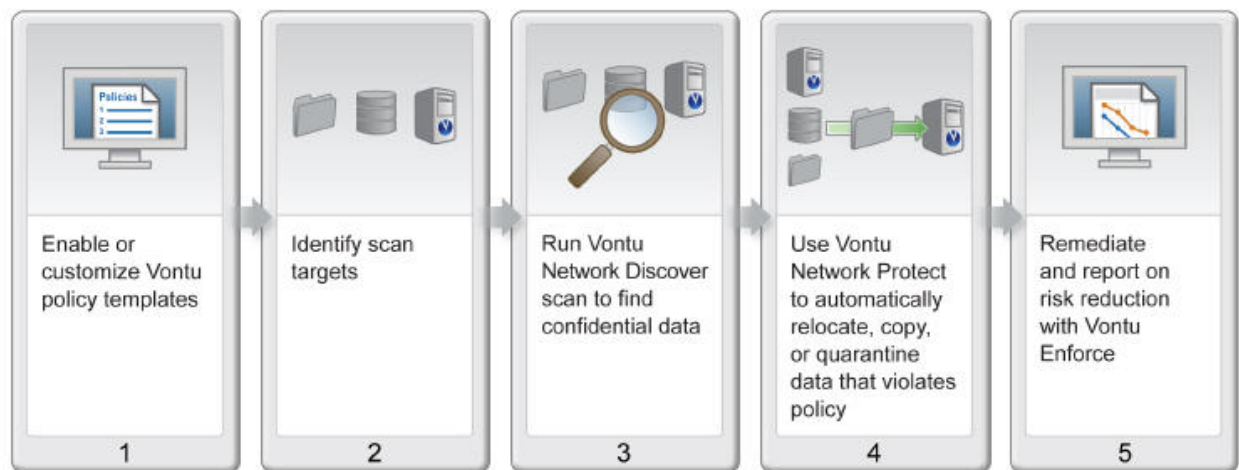 Policies
1
2
3
Enable or
customize Vontu
policy templates
1
Identify scan
targets
2
V
Run Vontu
Network Discover
scan to find
confidential data
3
V
Use Vontu
Network Protect
to automatically
relocate, copy,
or quarantine
data that violates
policy
4
V
V
Remediate
and report on
risk reduction
with Vontu
Enforce
5